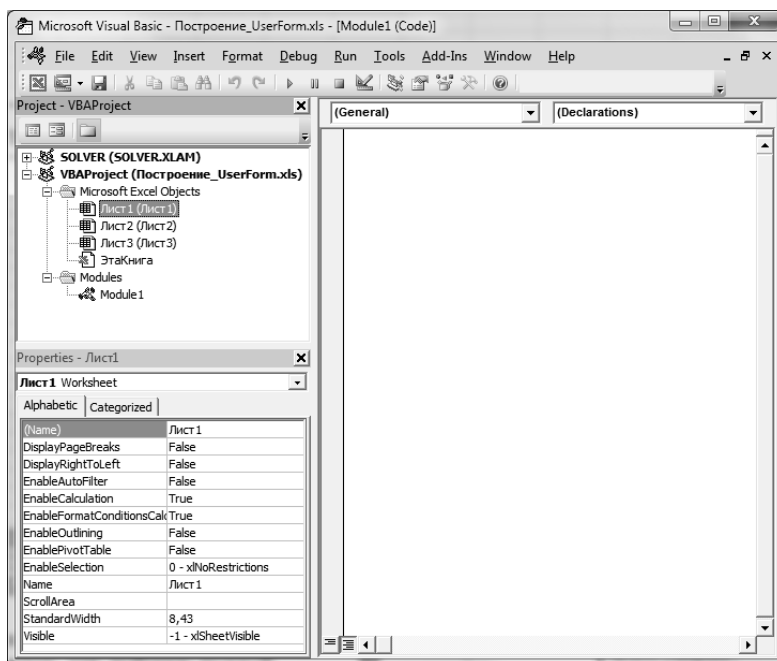 Microsoft Visual Basic - Построение_UserForm.xls - [Module1 (Code)]
File Edit View Insert Format Debug Run Tools Add-Ins Window Help
Project - VBAProject
(General)
(Declarations)
SOLVER (SOLVER.XLAM)
VBAProject (Построение_UserForm.xls)
Microsoft Excel Objects
Лист1 (Лист1)
Лист2 (Лист2)
Лист3 (Лист3)
ЭтаКнига
Modules
Module1
Properties - Лист1
Лист1 Worksheet
Alphabetic Categorized
(Name) Лист1
DisplayPageBreaks False
DisplayRightToLeft False
EnableAutoFilter False
EnableCalculation True
EnableFormatConditionsCalc True
EnableOutlining False
EnablePivotTable False
EnableSelection 0 - xlNoRestrictions
Name Лист1
ScrollArea
StandardWidth 8,43
Visible -1 - xlSheetVisible